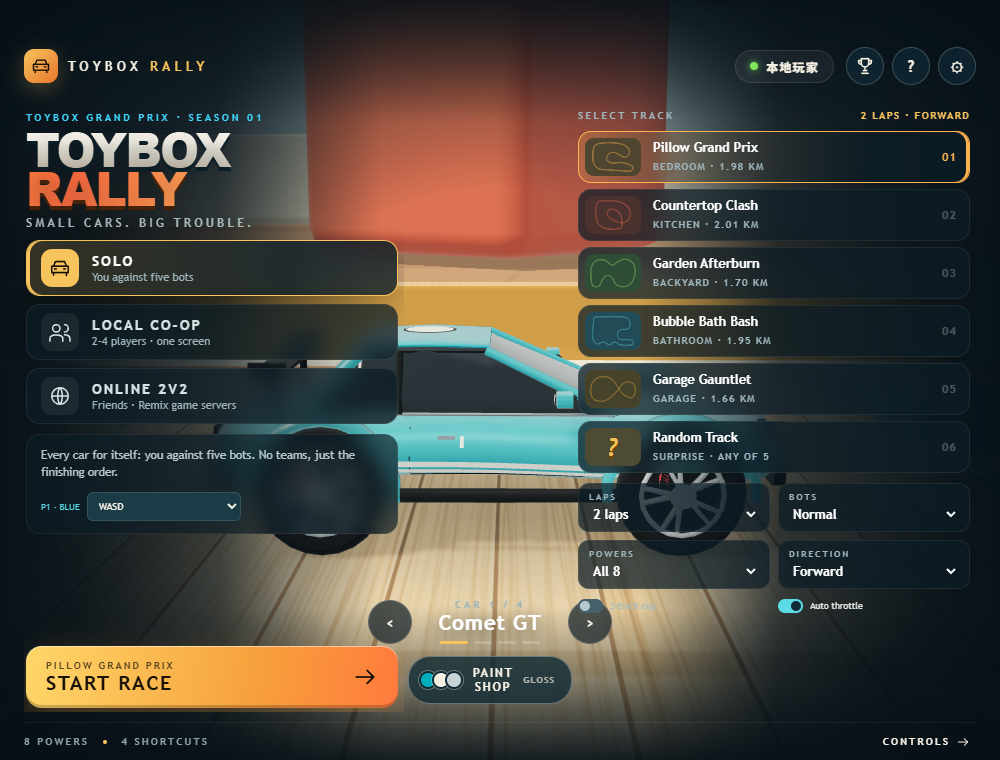 TOYBOX RALLY
本地玩家
?
TOYBOX GRAND PRIX • SEASON 01
TOYBOX
RALLY
SMALL CARS. BIG TROUBLE.
SOLO
You against five bots
LOCAL CO-OP
2-4 players • one screen
ONLINE 2V2
Friends • Remix game servers
Every car for itself: you against five bots. No teams, just the
finishing order.
P1 - BLUE
WASD
SELECT TRACK
2 LAPS • FORWARD
Pillow Grand Prix
BEDROOM • 1.98 KM
01
Countertop Clash
KITCHEN • 2.01 KM
02
Garden Afterburn
BACKYARD • 1.70 KM
03
Bubble Bath Bash
BATHROOM • 1.95 KM
04
Garage Gauntlet
GARAGE • 1.66 KM
05
?
Random Track
SURPRISE • ANY OF 5
06
LAPS
2 laps
BOTS
Normal
POWERS
All 8
DIRECTION
Forward
Auto throttle
CAR 1 / 4
<
Comet GT
>
PILLOW GRAND PRIX
START RACE
PAINT
SHOP
GLOSS
8 POWERS • 4 SHORTCUTS
CONTROLS →